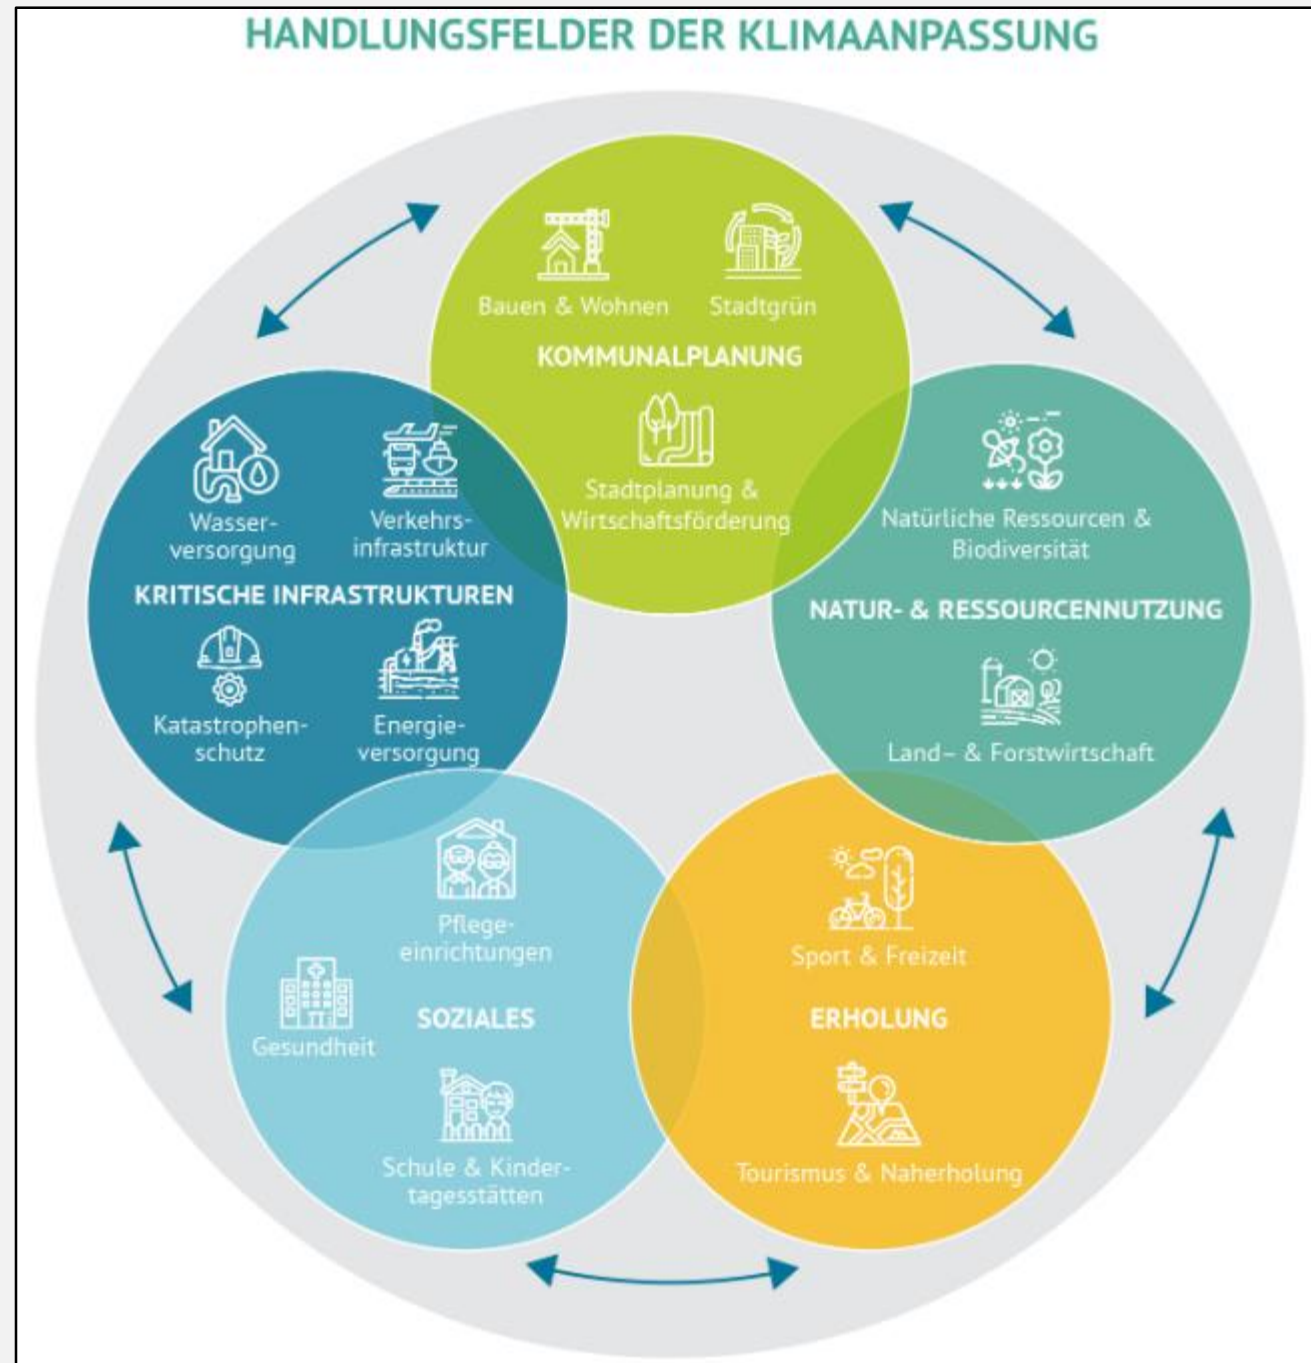 HANDLUNGSFELDER DER KLIMAANPASSUNG
Bauen & Wohnen
Stadtgrün
KOMMUNALPLANUNG
Stadtplanung &
Wirtschaftsförderung
Wasser-
versorgung
Verkehrs-
infrastruktur
KRITISCHE INFRASTRUKTUREN
Katastrophen-
schutz
Energie-
versorgung
Natürliche Ressourcen &
Biodiversität
NATUR- & RESSOURCENNUTZUNG
Land- & Forstwirtschaft
Pflege-
einrichtungen
Gesundheit
SOZIALES
Schule & Kinder-
tagesstätten
Sport & Freizeit
ERHOLUNG
Tourismus & Naherholung